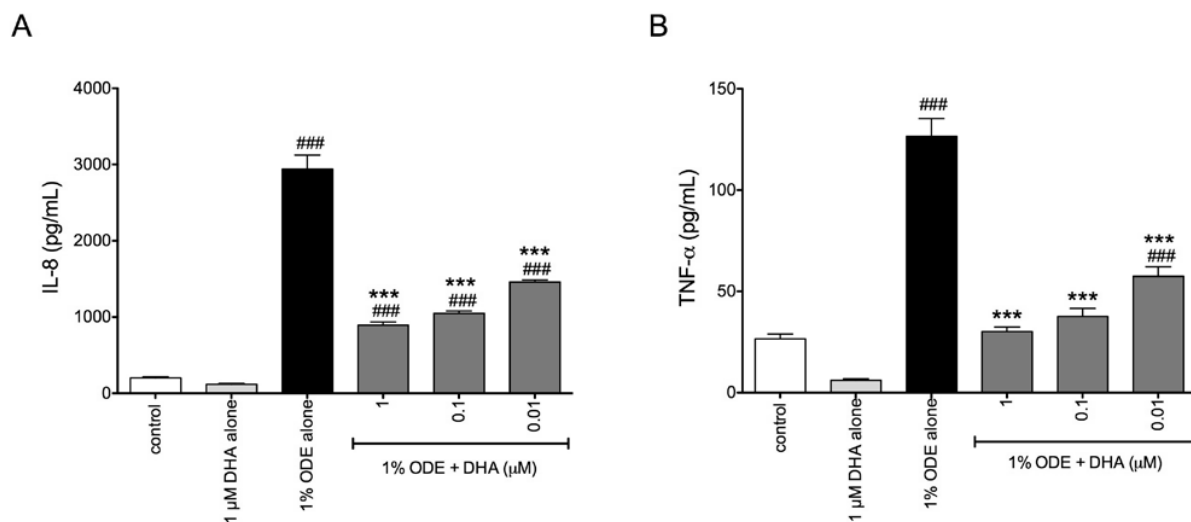 A
4000
3000
2000
1000
0
IL-8 (pg/mL)
###
***
###
***
###
***
###
control
1 µM DHA alone
1% ODE alone
1
0.1
0.01
1% ODE + DHA (µM)
B
150
100
50
0
TNF-α (pg/mL)
###
***
***
***
###
control
1 µM DHA alone
1% ODE alone
1
0.1
0.01
1% ODE + DHA (µM)